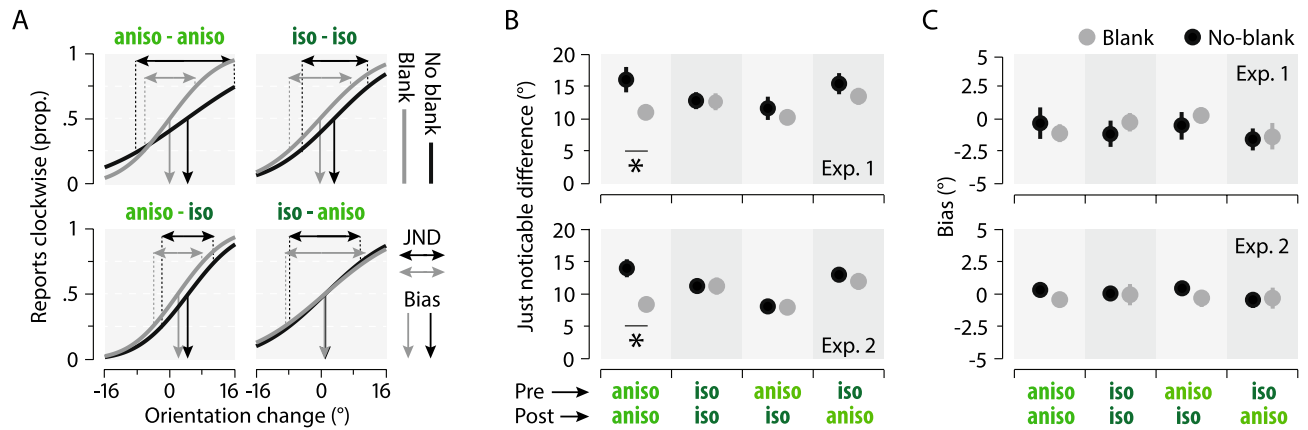 A
aniso - aniso
iso - iso
1
.5
0
No blank
Blank
aniso - iso
iso - aniso
JND
Bias
1
.5
0
-16
0
16
-16
0
16
Reports clockwise (prop.)
Orientation change (°)
B
20
15
10
5
0
*
Exp. 1
20
15
10
5
0
*
Exp. 2
Just noticable difference (°)
Pre
aniso
iso
aniso
iso
Post
aniso
iso
iso
aniso
C
Blank
No-blank
5
2.5
0
-2.5
-5
Exp. 1
5
2.5
0
-2.5
-5
Exp. 2
Bias (°)
aniso
iso
aniso
iso
aniso
iso
iso
aniso